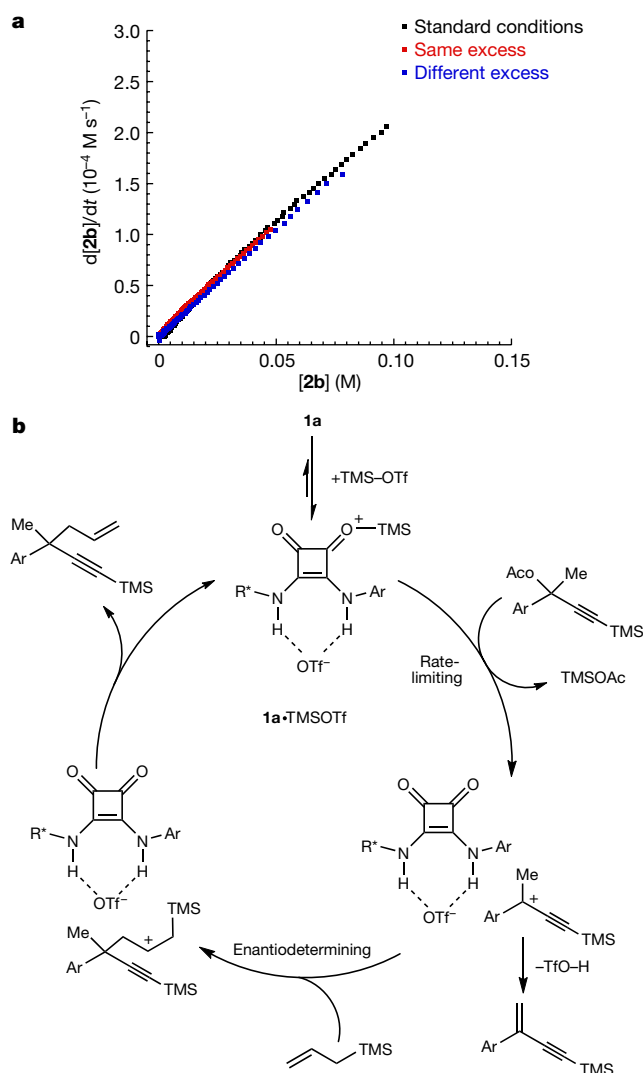 a
3.0
2.5
2.0
1.5
1.0
0.5
0
d[2b]/dt (10⁻⁴ M s⁻¹)
Standard conditions
Same excess
Different excess
0
0.05
0.10
0.15
[2b] (M)
b
1a
+TMS–OTf
O
O
+
TMS
R*
N
N
Ar
H
H
OTf⁻
1a•TMSOTf
Me
Ar
TMS
Aco
Me
Ar
TMS
Rate-
limiting
TMSOAc
O
O
R*
N
N
Ar
H
H
OTf⁻
Me
Ar
+
TMS
–TfO–H
Ar
TMS
Enantiodetermining
TMS
O
O
R*
N
N
Ar
H
H
OTf⁻
TMS
Me
+
Ar
TMS